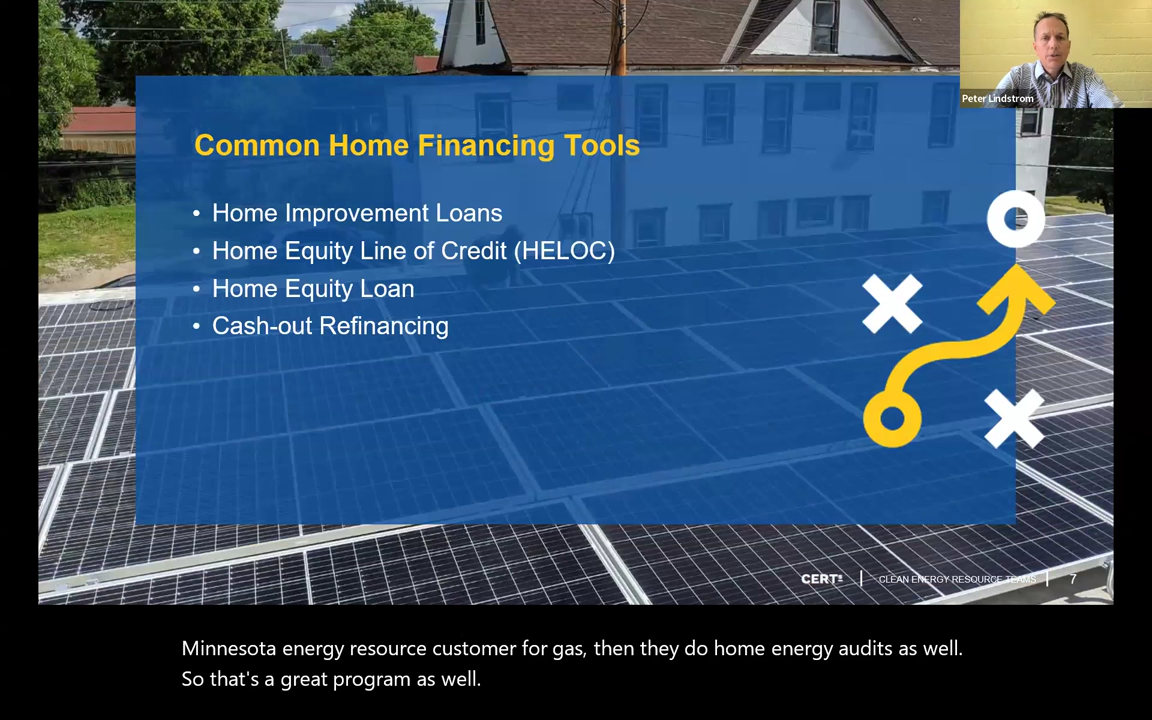 Peter Lindstrom
Common Home Financing Tools
• Home Improvement Loans
• Home Equity Line of Credit (HELOC)
• Home Equity Loan
• Cash-out Refinancing
CERTs | CLEAN ENERGY RESOURCE TEAMS | 7
Minnesota energy resource customer for gas, then they do home energy audits as well.
So that's a great program as well.